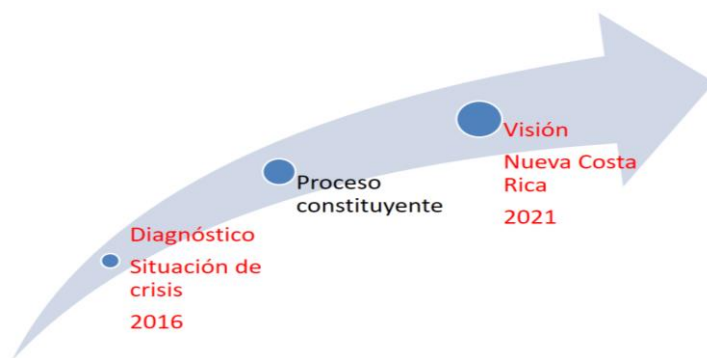 Diagnóstico
Situación de
crisis
2016
Proceso
constituyente
Visión
Nueva Costa
Rica
2021